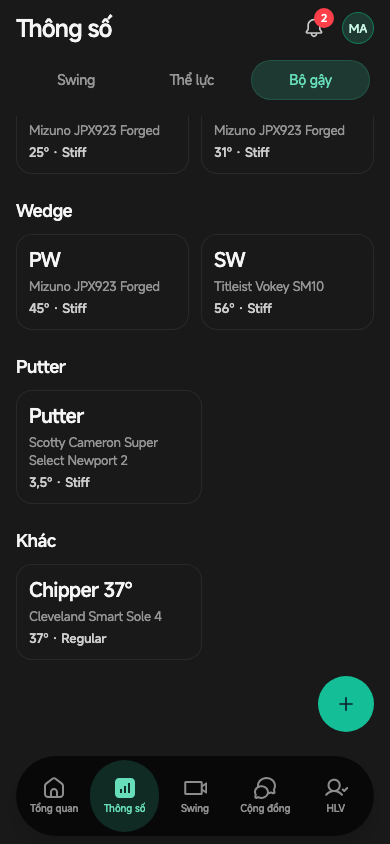 Thông số
2
MA
Swing
Thể lực
Bộ gậy
Mizuno JPX923 Forged
25° · Stiff
Mizuno JPX923 Forged
31° · Stiff
Wedge
PW
Mizuno JPX923 Forged
45° · Stiff
SW
Titleist Vokey SM10
56° · Stiff
Putter
Putter
Scotty Cameron Super
Select Newport 2
3,5° · Stiff
Khác
Chipper 37°
Cleveland Smart Sole 4
37° · Regular
Tổng quan
Thông số
Swing
Cộng đồng
HLV